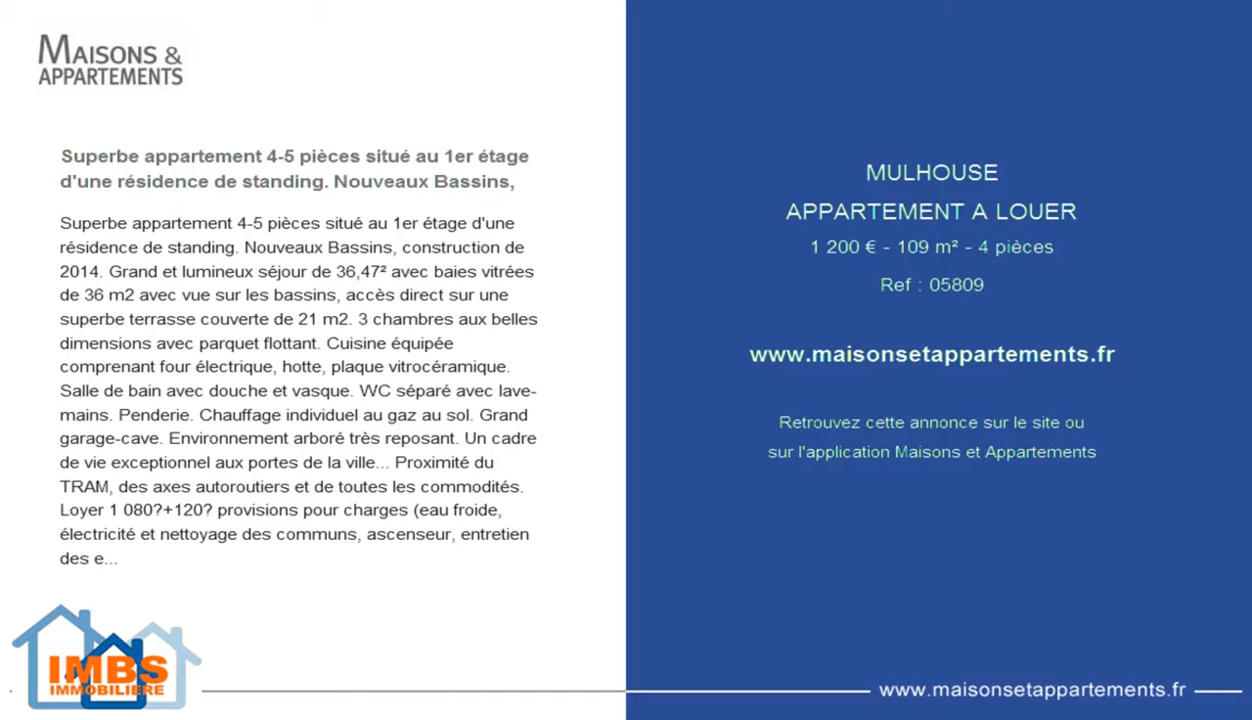 MAISONS &
APPARTEMENTS
Superbe appartement 4-5 pièces situé au 1er étage
d'une résidence de standing. Nouveaux Bassins,
Superbe appartement 4-5 pièces situé au 1er étage d'une
résidence de standing. Nouveaux Bassins, construction de
2014. Grand et lumineux séjour de 36,47² avec baies vitrées
de 36 m2 avec vue sur les bassins, accès direct sur une
superbe terrasse couverte de 21 m2. 3 chambres aux belles
dimensions avec parquet flottant. Cuisine équipée
comprenant four électrique, hotte, plaque vitrocéramique.
Salle de bain avec douche et vasque. WC séparé avec lave-
mains. Penderie. Chauffage individuel au gaz au sol. Grand
garage-cave. Environnement arboré très reposant. Un cadre
de vie exceptionnel aux portes de la ville... Proximité du
TRAM, des axes autoroutiers et de toutes les commodités.
Loyer 1 080?+120? provisions pour charges (eau froide,
électricité et nettoyage des communs, ascenseur, entretien
des e...
IMBS
IMMOBILIERE
MULHOUSE
APPARTEMENT A LOUER
1 200 € - 109 m² - 4 pièces
Ref : 05809
www.maisonsetappartements.fr
Retrouvez cette annonce sur le site ou
sur l'application Maisons et Appartements
www.maisonsetappartements.fr